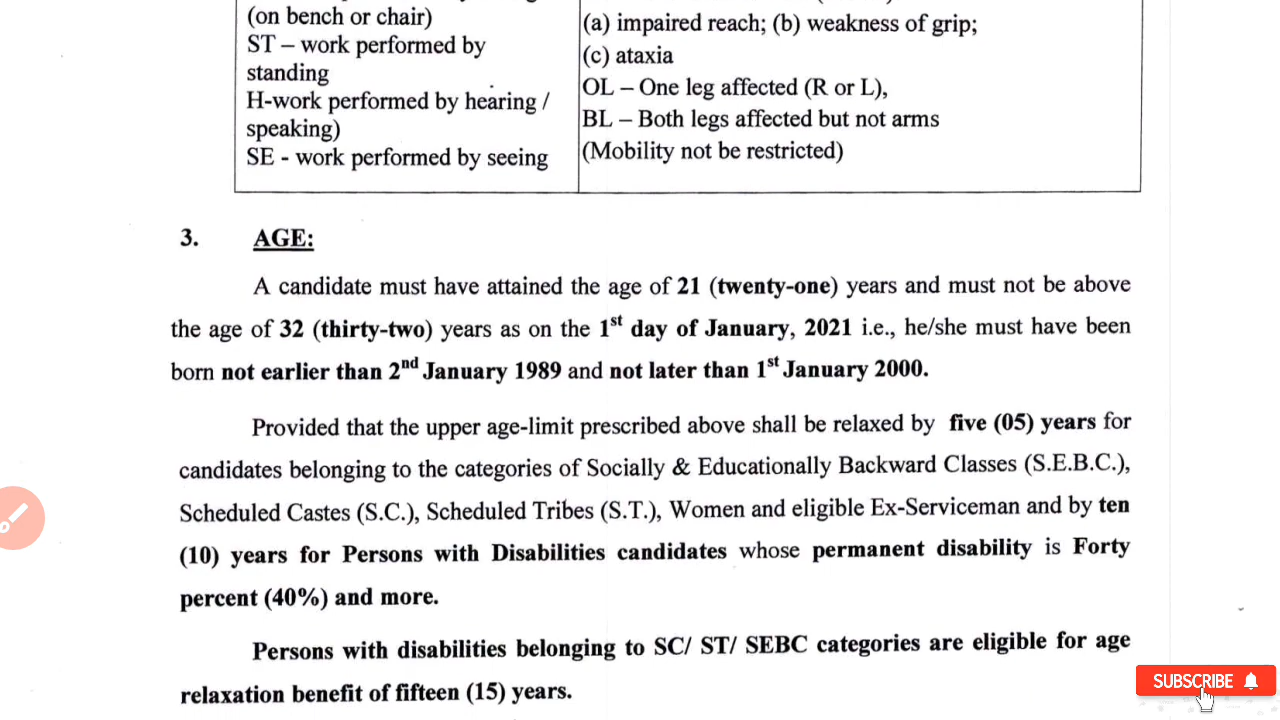 (on bench or chair)
ST – work performed by
standing
H-work performed by hearing /
speaking)
SE - work performed by seeing
(a) impaired reach; (b) weakness of grip;
(c) ataxia
OL – One leg affected (R or L),
BL – Both legs affected but not arms
(Mobility not be restricted)
3. AGE:
A candidate must have attained the age of 21 (twenty-one) years and must not be above
the age of 32 (thirty-two) years as on the 1st day of January, 2021 i.e., he/she must have been
born not earlier than 2nd January 1989 and not later than 1st January 2000.
Provided that the upper age-limit prescribed above shall be relaxed by five (05) years for
candidates belonging to the categories of Socially & Educationally Backward Classes (S.E.B.C.),
Scheduled Castes (S.C.), Scheduled Tribes (S.T.), Women and eligible Ex-Serviceman and by ten
(10) years for Persons with Disabilities candidates whose permanent disability is Forty
percent (40%) and more.
Persons with disabilities belonging to SC/ ST/ SEBC categories are eligible for age
relaxation benefit of fifteen (15) years.
SUBSCRIBE